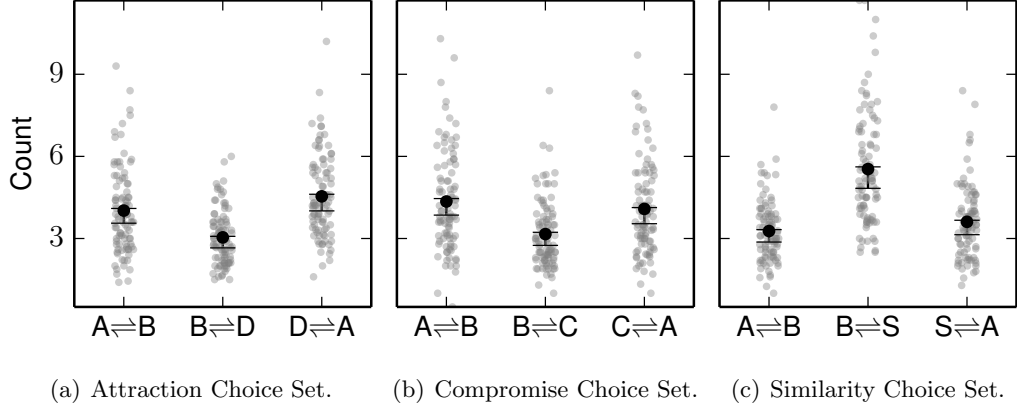 Count
9
6
3
A⇌B B⇌D D⇌A
A⇌B B⇌C C⇌A
A⇌B B⇌S S⇌A
(a) Attraction Choice Set.
(b) Compromise Choice Set.
(c) Similarity Choice Set.